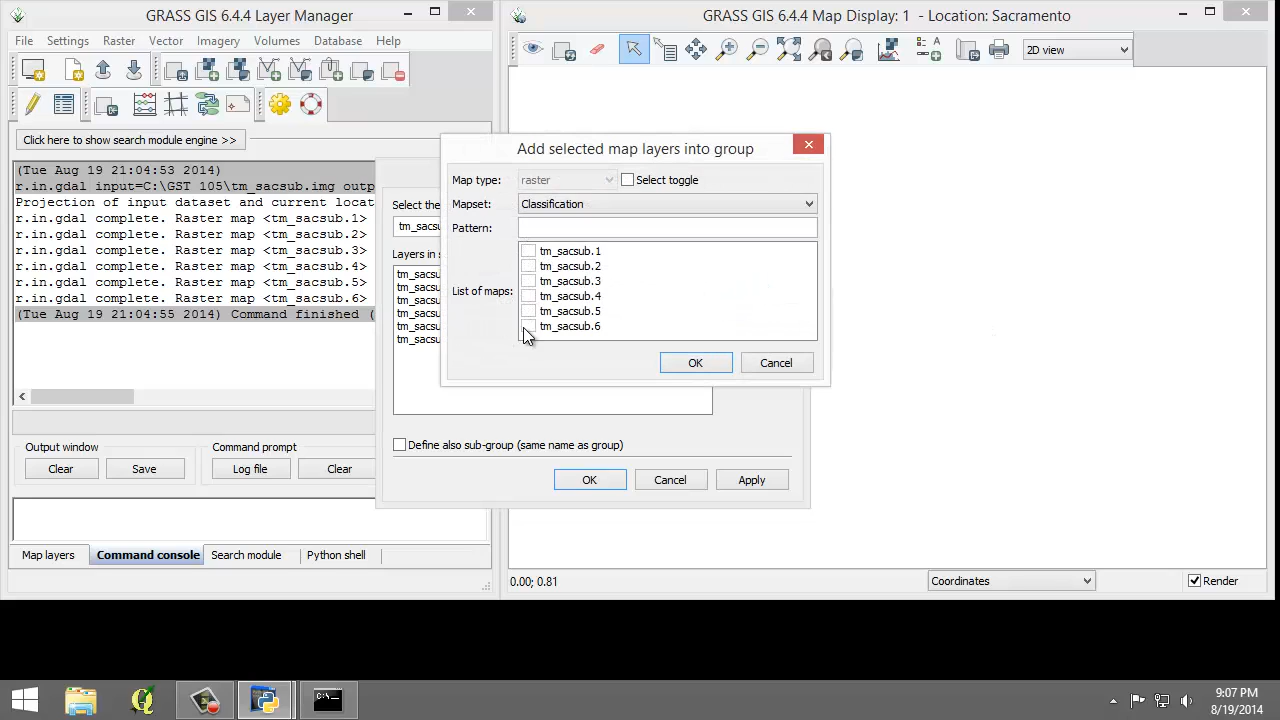 GRASS GIS 6.4.4 Layer Manager
GRASS GIS 6.4.4 Map Display: 1 - Location: Sacramento
File Settings Raster Vector Imagery Volumes Database Help
2D view
Click here to show search module engine >>
(Tue Aug 19 21:04:53 2014)
r.in.gdal input=C:\GST 105\tm_sacsub.img outp
Projection of input dataset and current locat
r.in.gdal complete. Raster map <tm_sacsub.1>
r.in.gdal complete. Raster map <tm_sacsub.2>
r.in.gdal complete. Raster map <tm_sacsub.3>
r.in.gdal complete. Raster map <tm_sacsub.4>
r.in.gdal complete. Raster map <tm_sacsub.5>
r.in.gdal complete. Raster map <tm_sacsub.6>
(Tue Aug 19 21:04:55 2014) Command finished (
Output window
Command prompt
Clear
Save
Log file
Clear
Map layers
Command console
Search module
Python shell
Select the
tm_sacsu
Layers in s
tm_sacsu
tm_sacsu
tm_sacsu
tm_sacsu
tm_sacsu
tm_sacsu
Define also sub-group (same name as group)
OK
Cancel
Apply
Add selected map layers into group
Map type:
raster
Select toggle
Mapset:
Classification
Pattern:
List of maps:
tm_sacsub.1
tm_sacsub.2
tm_sacsub.3
tm_sacsub.4
tm_sacsub.5
tm_sacsub.6
OK
Cancel
0.00; 0.81
Coordinates
Render
9:07 PM
8/19/2014